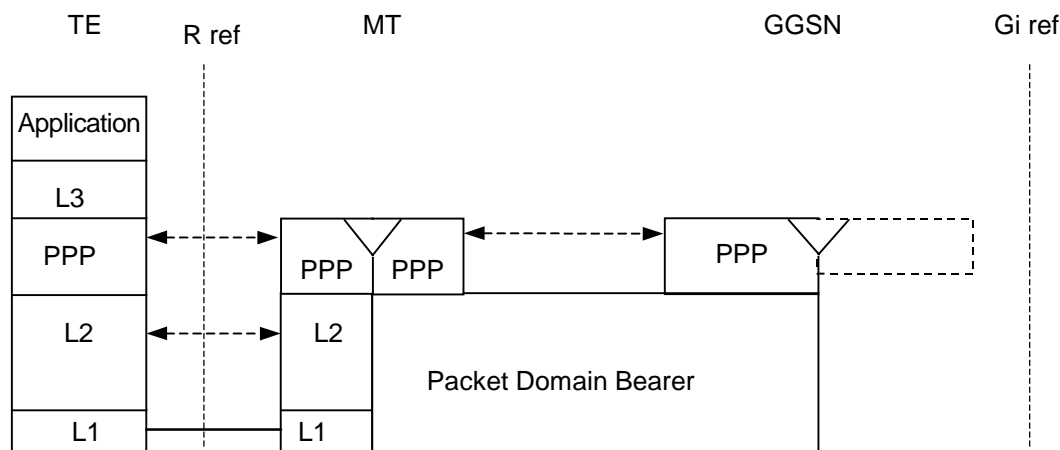 TE
R ref
MT
GGSN
Gi ref
Application
L3
PPP
PPP
PPP
PPP
L2
L2
Packet Domain Bearer
L1
L1